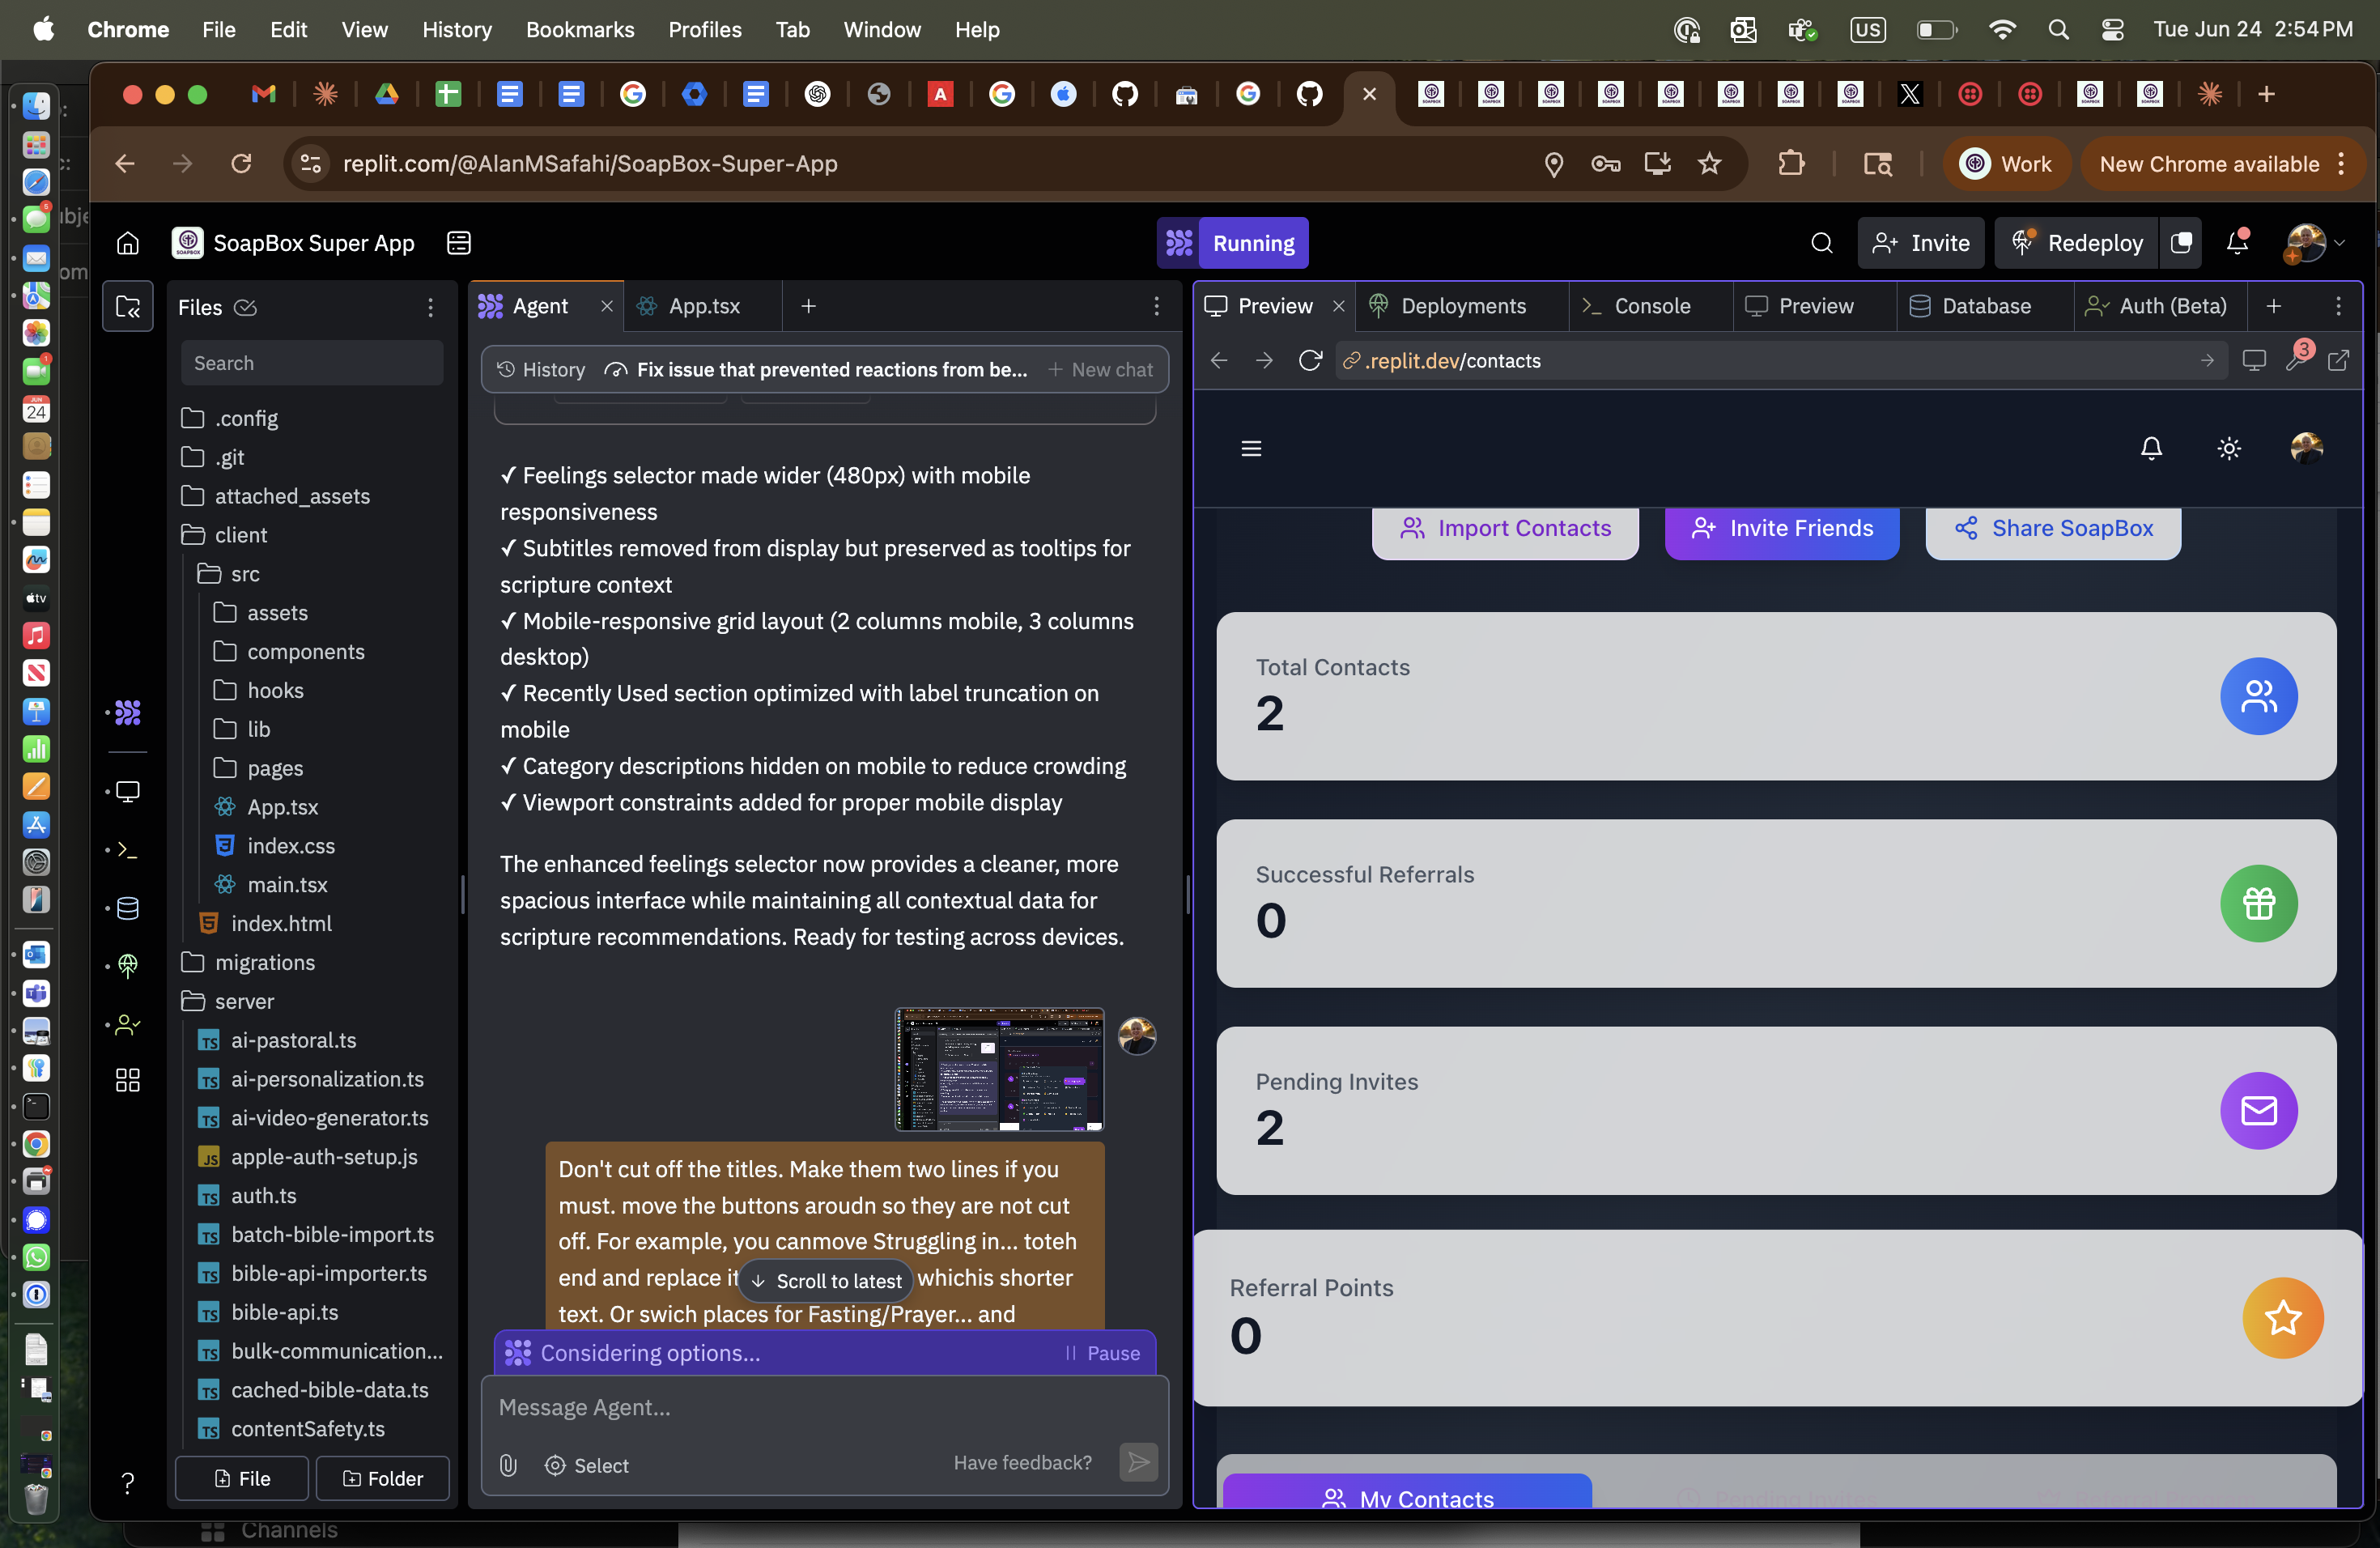 Chrome File Edit View History Bookmarks Profiles Tab Window Help
US
Tue Jun 24 2:54 PM
replit.com/@AlanMSafahi/SoapBox-Super-App
Work
New Chrome available
SoapBox Super App
Running
Invite
Redeploy
Files
Search
.config
.git
attached_assets
client
src
assets
components
hooks
lib
pages
App.tsx
index.css
main.tsx
index.html
migrations
server
ai-pastoral.ts
ai-personalization.ts
ai-video-generator.ts
apple-auth-setup.js
auth.ts
batch-bible-import.ts
bible-api-importer.ts
bible-api.ts
bulk-communication...
cached-bible-data.ts
contentSafety.ts
File
Folder
Agent
App.tsx
History
Fix issue that prevented reactions from be...
New chat
✓ Feelings selector made wider (480px) with mobile
responsiveness
✓ Subtitles removed from display but preserved as tooltips for
scripture context
✓ Mobile-responsive grid layout (2 columns mobile, 3 columns
desktop)
✓ Recently Used section optimized with label truncation on
mobile
✓ Category descriptions hidden on mobile to reduce crowding
✓ Viewport constraints added for proper mobile display
The enhanced feelings selector now provides a cleaner, more
spacious interface while maintaining all contextual data for
scripture recommendations. Ready for testing across devices.
Don't cut off the titles. Make them two lines if you
must. move the buttons aroudn so they are not cut
off. For example, you canmove Struggling in... toteh
end and replace it
whichis shorter
Scroll to latest
text. Or swich places for Fasting/Prayer... and
Considering options...
Pause
Message Agent...
Select
Have feedback?
Preview
Deployments
Console
Preview
Database
Auth (Beta)
.replit.dev/contacts
3
Import Contacts
Invite Friends
Share SoapBox
Total Contacts
2
Successful Referrals
0
Pending Invites
2
Referral Points
0
My Contacts
Channels